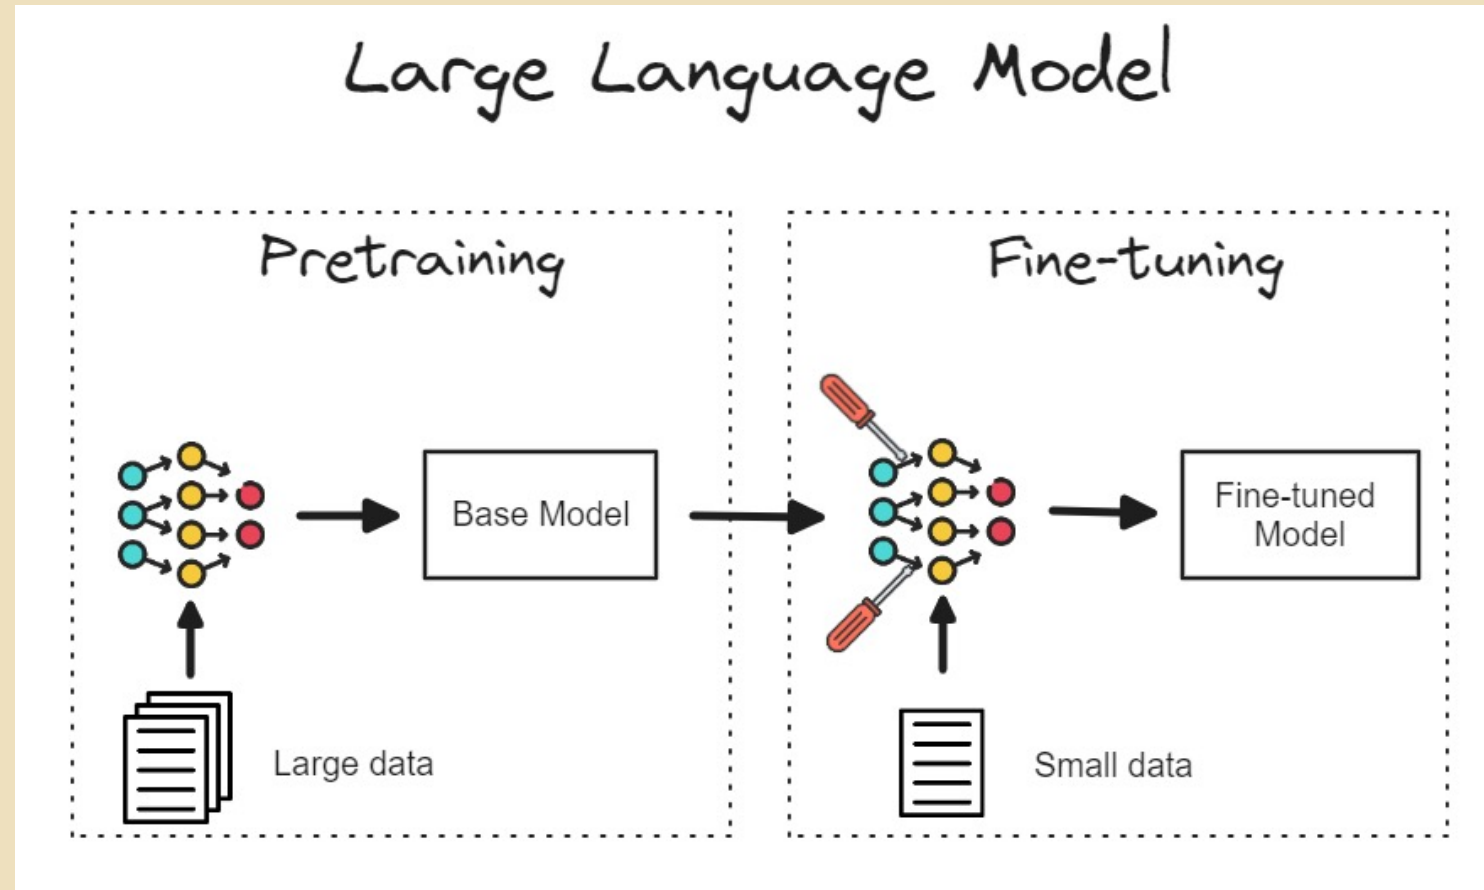 Large Language Model
Pretraining
Base Model
Large data
Fine-tuning
Fine-tuned
Model
Small data